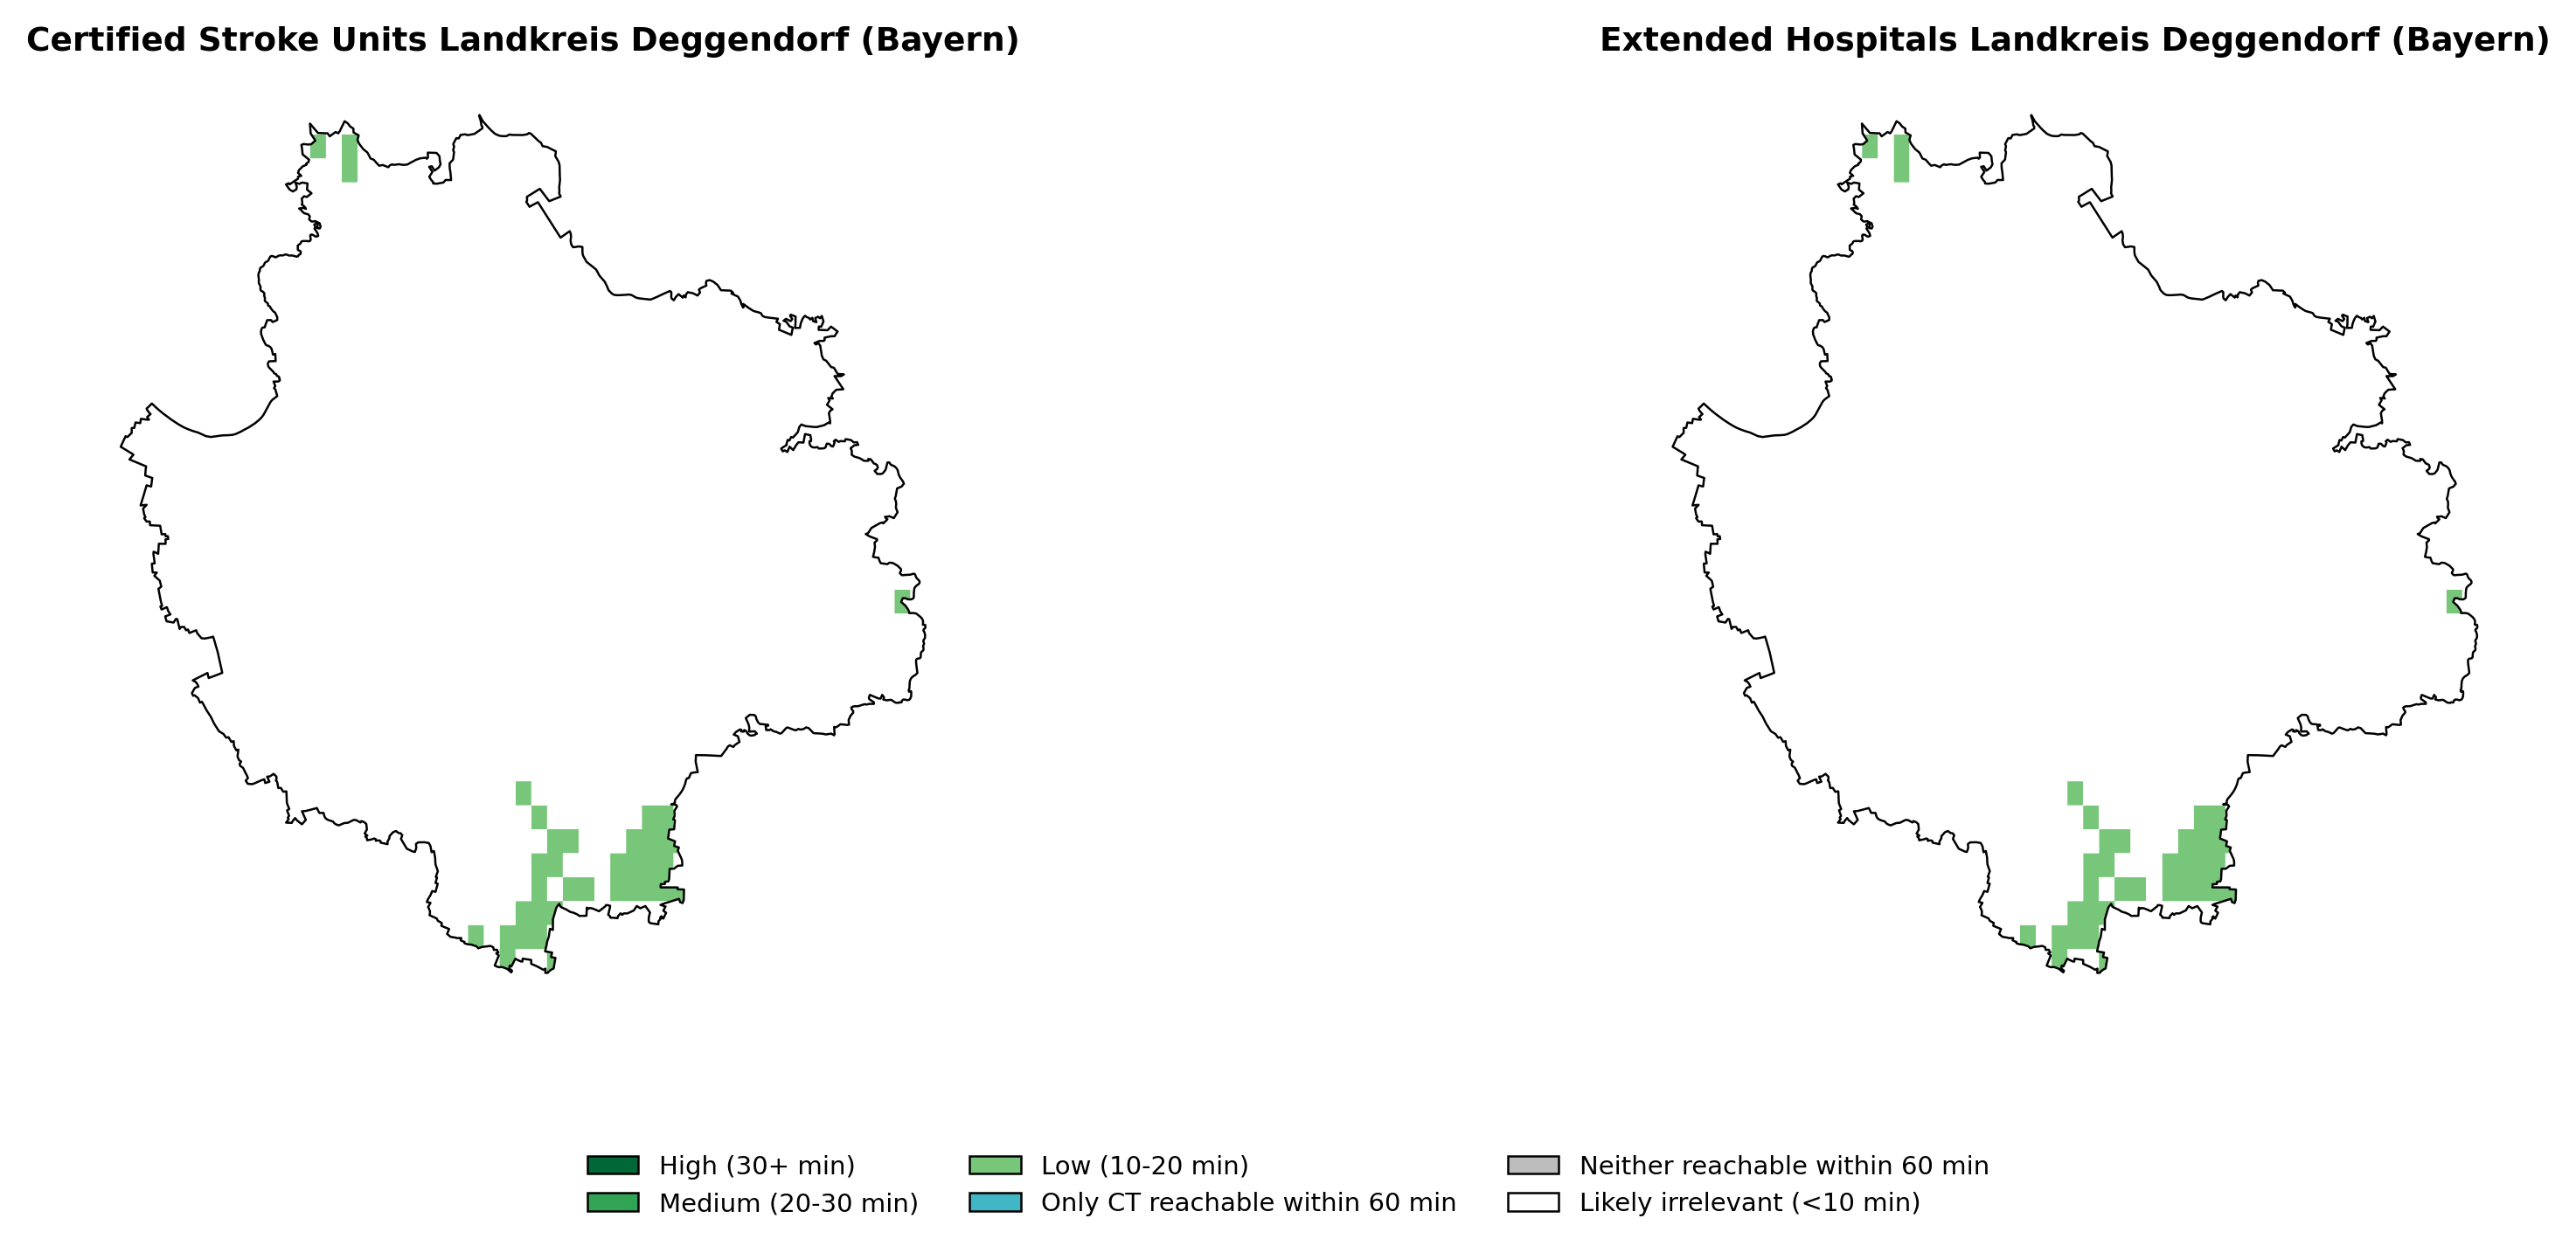 Certified Stroke Units Landkreis Deggendorf (Bayern)
Extended Hospitals Landkreis Deggendorf (Bayern)
High (30+ min)
Medium (20-30 min)
Low (10-20 min)
Only CT reachable within 60 min
Neither reachable within 60 min
Likely irrelevant (<10 min)